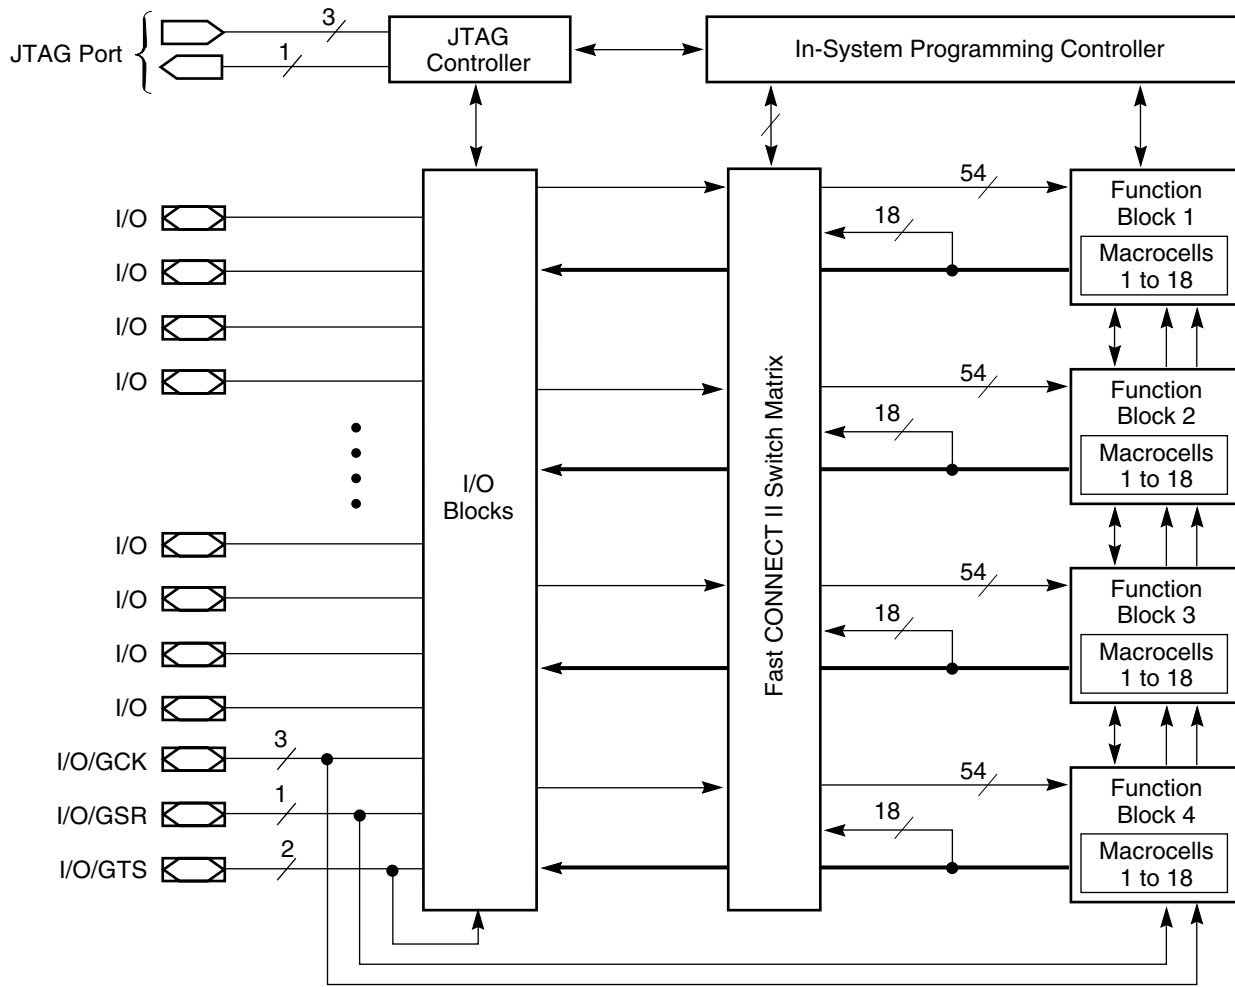 JTAG Port
3
1
JTAG
Controller
In-System Programming Controller
54
Function
Block 1
18
Macrocells
1 to 18
I/O
I/O
I/O
I/O
54
Function
Block 2
18
Macrocells
1 to 18
I/O
Blocks
Fast CONNECT II Switch Matrix
54
Function
Block 3
18
Macrocells
1 to 18
I/O
I/O
I/O
I/O
I/O/GCK
3
I/O/GSR
1
I/O/GTS
2
54
Function
Block 4
18
Macrocells
1 to 18